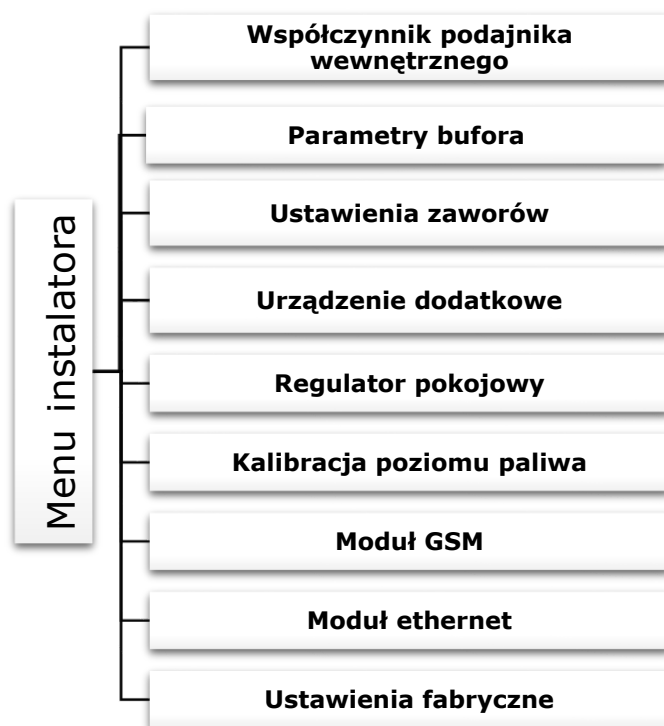 Menu instalatora
Współczynnik podajnika
wewnętrznego
Parametry bufora
Ustawienia zaworów
Urządzenie dodatkowe
Regulator pokojowy
Kalibracja poziomu paliwa
Moduł GSM
Moduł ethernet
Ustawienia fabryczne